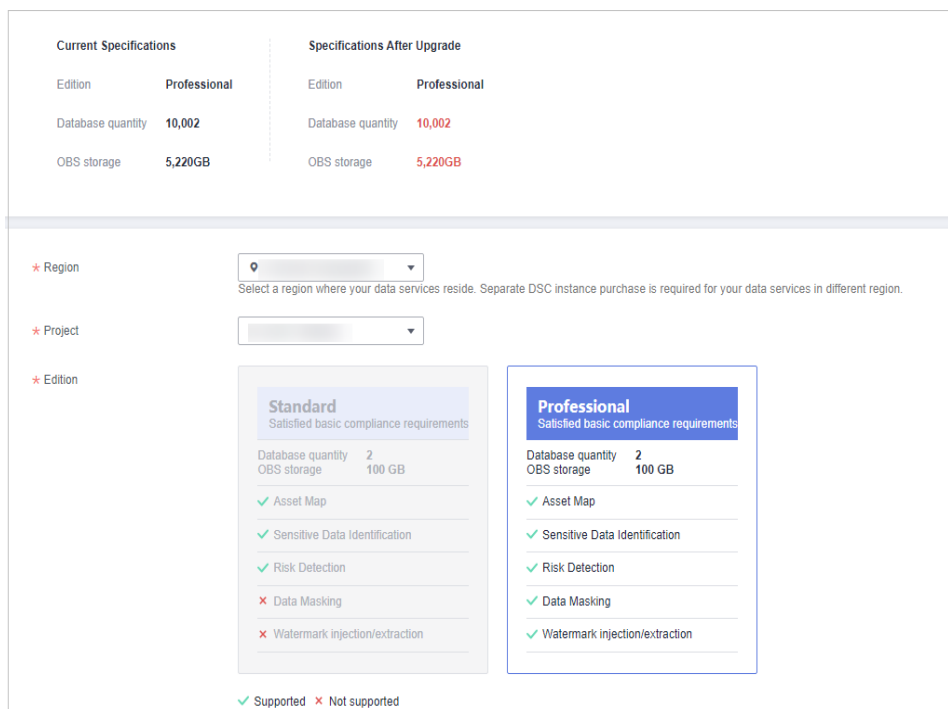 Current Specifications
Specifications After Upgrade
Edition Professional
Edition Professional
Database quantity 10,002
Database quantity 10,002
OBS storage 5,220GB
OBS storage 5,220GB
* Region
Select a region where your data services reside. Separate DSC instance purchase is required for your data services in different region.
* Project
* Edition
Standard
Satisfied basic compliance requirements
Database quantity 2
OBS storage 100 GB
Asset Map
Sensitive Data Identification
Risk Detection
Data Masking
Watermark injection/extraction
Professional
Satisfied basic compliance requirements
Database quantity 2
OBS storage 100 GB
Asset Map
Sensitive Data Identification
Risk Detection
Data Masking
Watermark injection/extraction
Supported Not supported